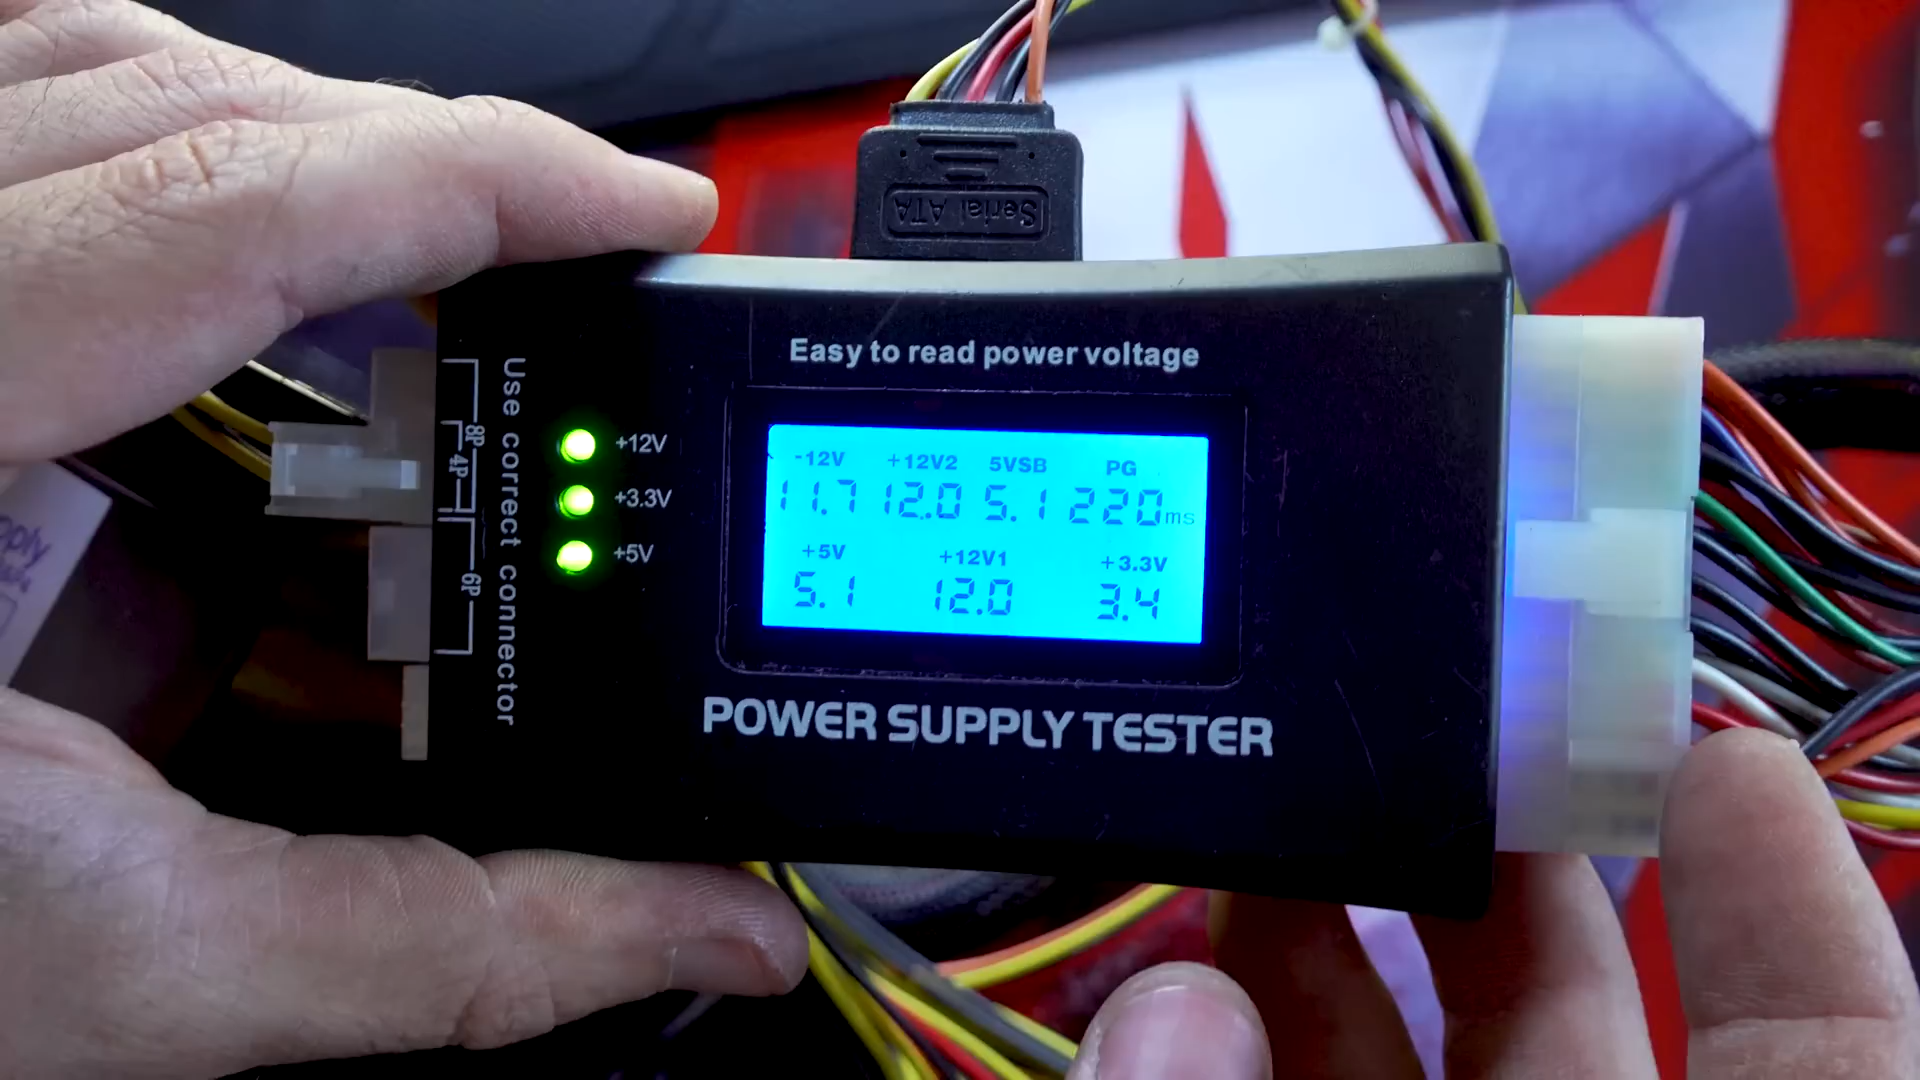 Serial ATA
Easy to read power voltage
Use correct connector
8P
4P
6P
+12V
+3.3V
+5V
-12V +12V2 5VSB PG
11.7 12.0 5.1 220ms
+5V +12V1 +3.3V
5.1 12.0 3.4
POWER SUPPLY TESTER